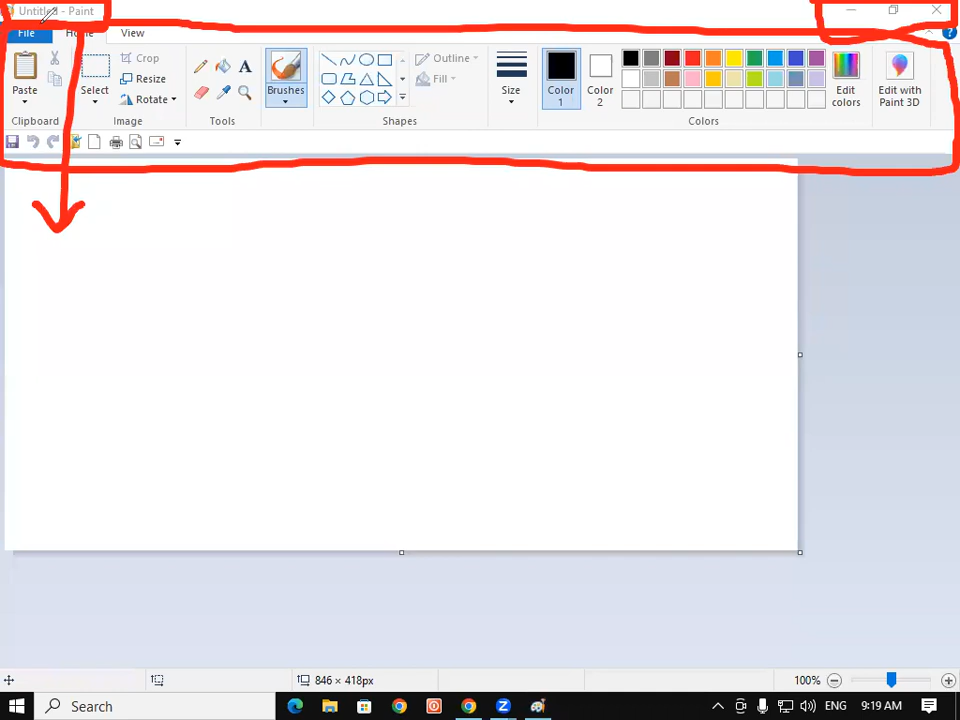 Untitled - Paint
File Home View
Crop Outline
Resize Fill
Paste Select Rotate Brushes Size Color 1 Color 2 Edit colors Edit with Paint 3D
Clipboard Image Tools Shapes Colors
846 × 418px 100%
Search ENG 9:19 AM